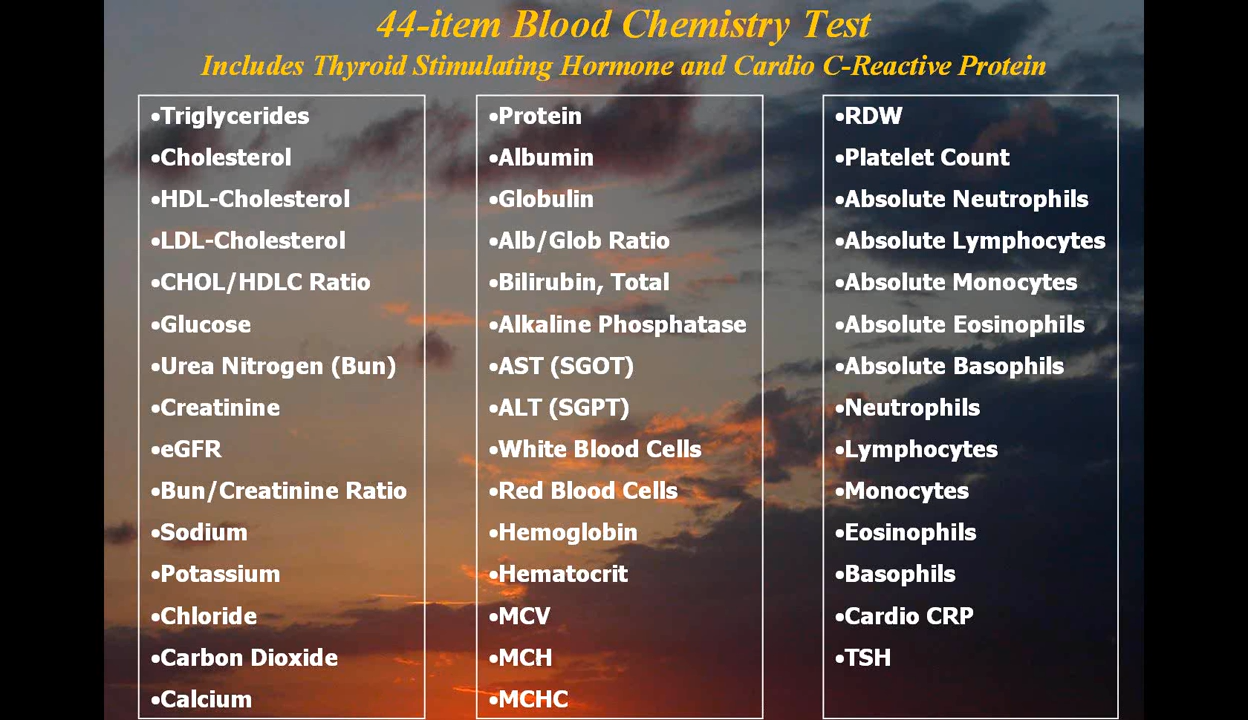 44-item Blood Chemistry Test
Includes Thyroid Stimulating Hormone and Cardio C-Reactive Protein
•Triglycerides
•Cholesterol
•HDL-Cholesterol
•LDL-Cholesterol
•CHOL/HDLC Ratio
•Glucose
•Urea Nitrogen (Bun)
•Creatinine
•eGFR
•Bun/Creatinine Ratio
•Sodium
•Potassium
•Chloride
•Carbon Dioxide
•Calcium
•Protein
•Albumin
•Globulin
•Alb/Glob Ratio
•Bilirubin, Total
•Alkaline Phosphatase
•AST (SGOT)
•ALT (SGPT)
•White Blood Cells
•Red Blood Cells
•Hemoglobin
•Hematocrit
•MCV
•MCH
•MCHC
•RDW
•Platelet Count
•Absolute Neutrophils
•Absolute Lymphocytes
•Absolute Monocytes
•Absolute Eosinophils
•Absolute Basophils
•Neutrophils
•Lymphocytes
•Monocytes
•Eosinophils
•Basophils
•Cardio CRP
•TSH